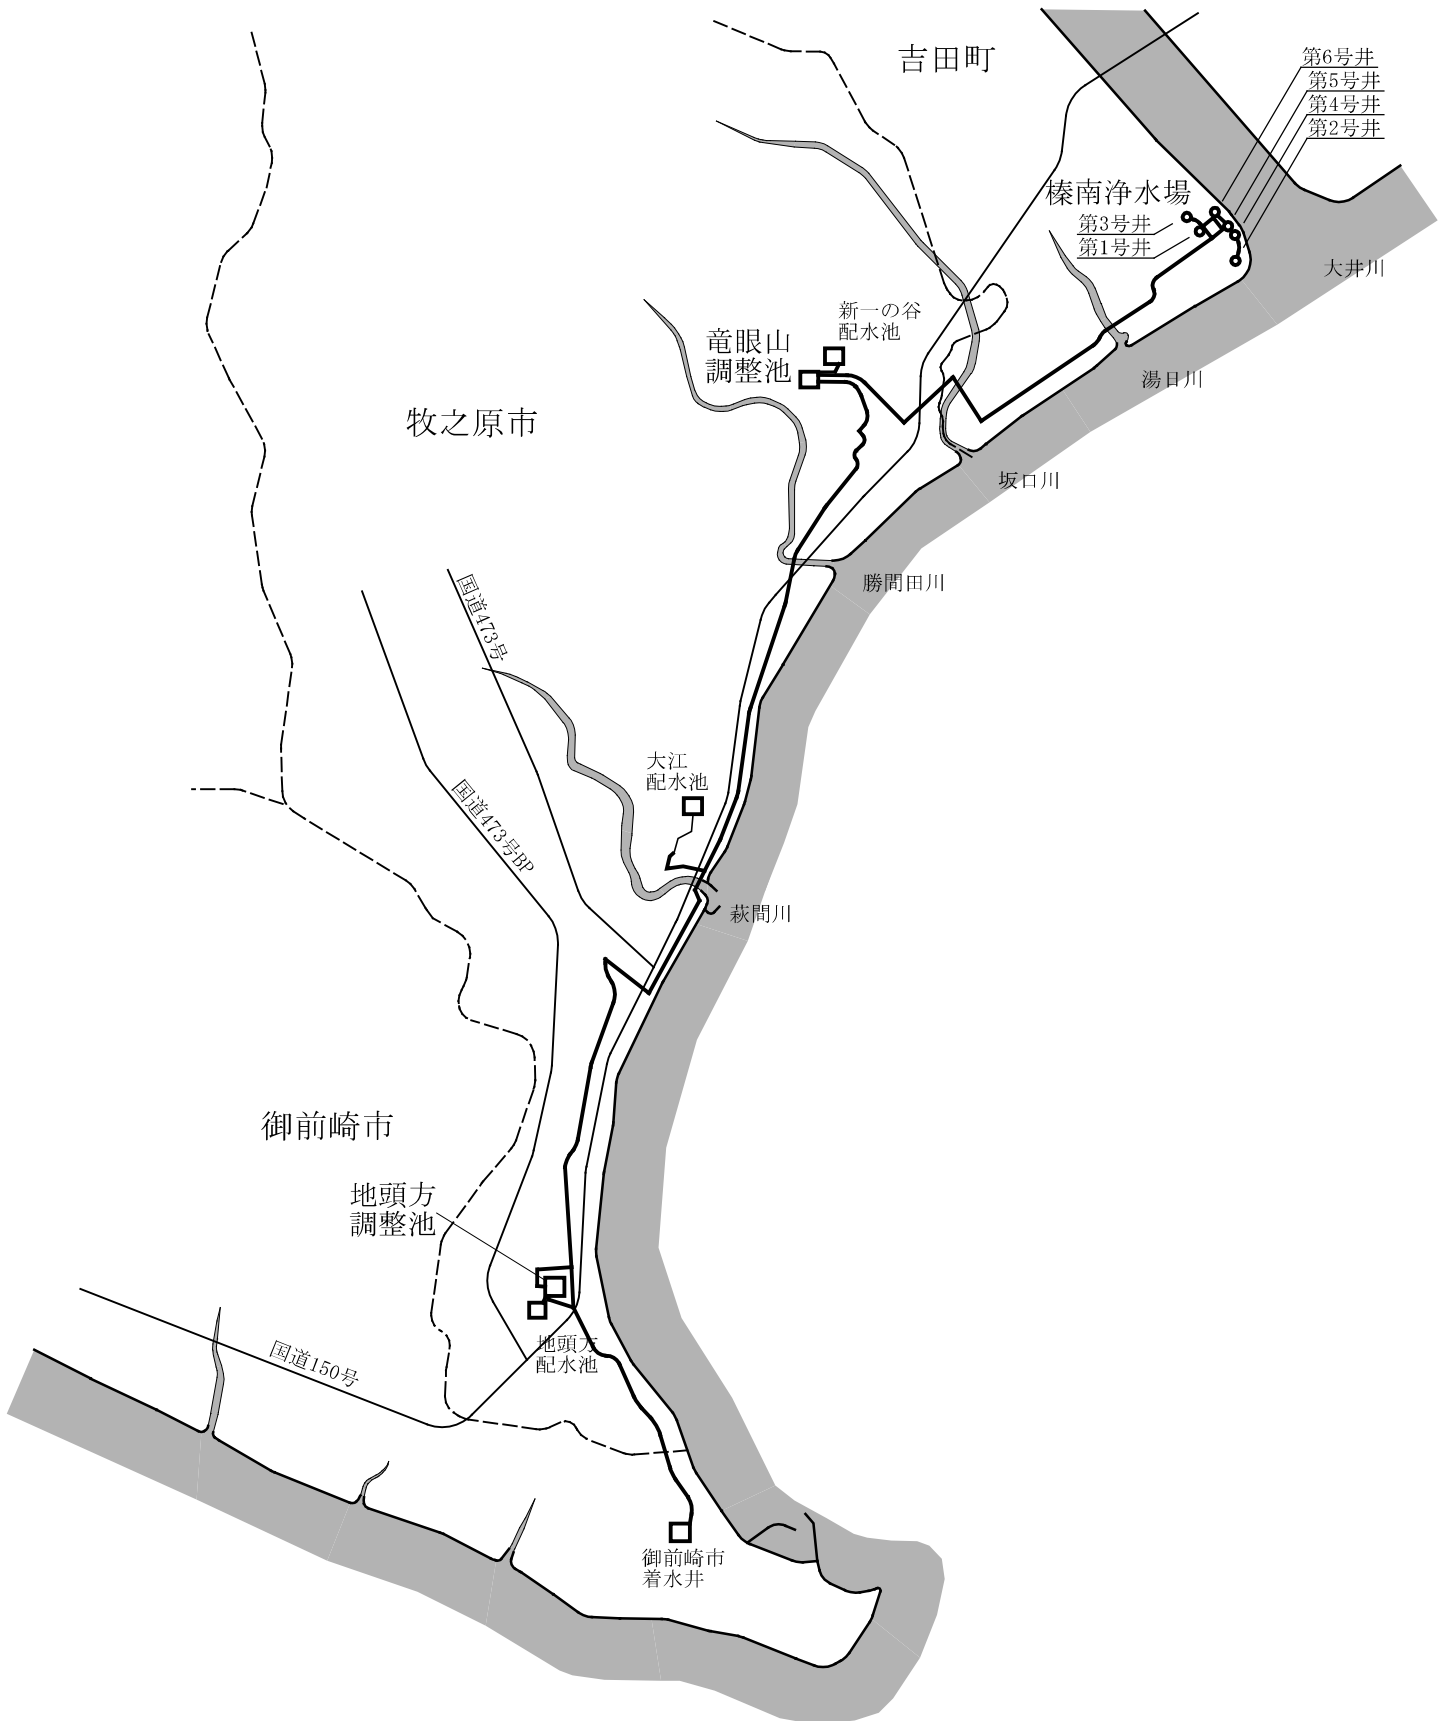 吉田町
第6号井
第5号井
第4号井
第2号井
榛南浄水場
第3号井
第1号井
大井川
新一の谷
配水池
竜眼山
調整池
湯日川
牧之原市
坂口川
勝間田川
国道473号
大江
配水池
国道473号BP
萩間川
御前崎市
地頭方
調整池
地頭方
配水池
国道150号
御前崎市
着水井